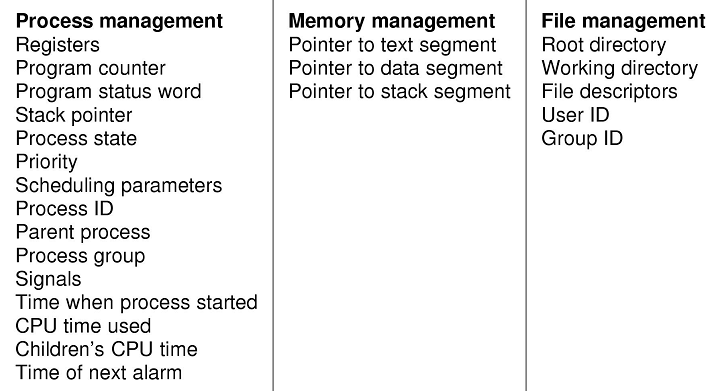 Process management
Registers
Program counter
Program status word
Stack pointer
Process state
Priority
Scheduling parameters
Process ID
Parent process
Process group
Signals
Time when process started
CPU time used
Children's CPU time
Time of next alarm
Memory management
Pointer to text segment
Pointer to data segment
Pointer to stack segment
File management
Root directory
Working directory
File descriptors
User ID
Group ID